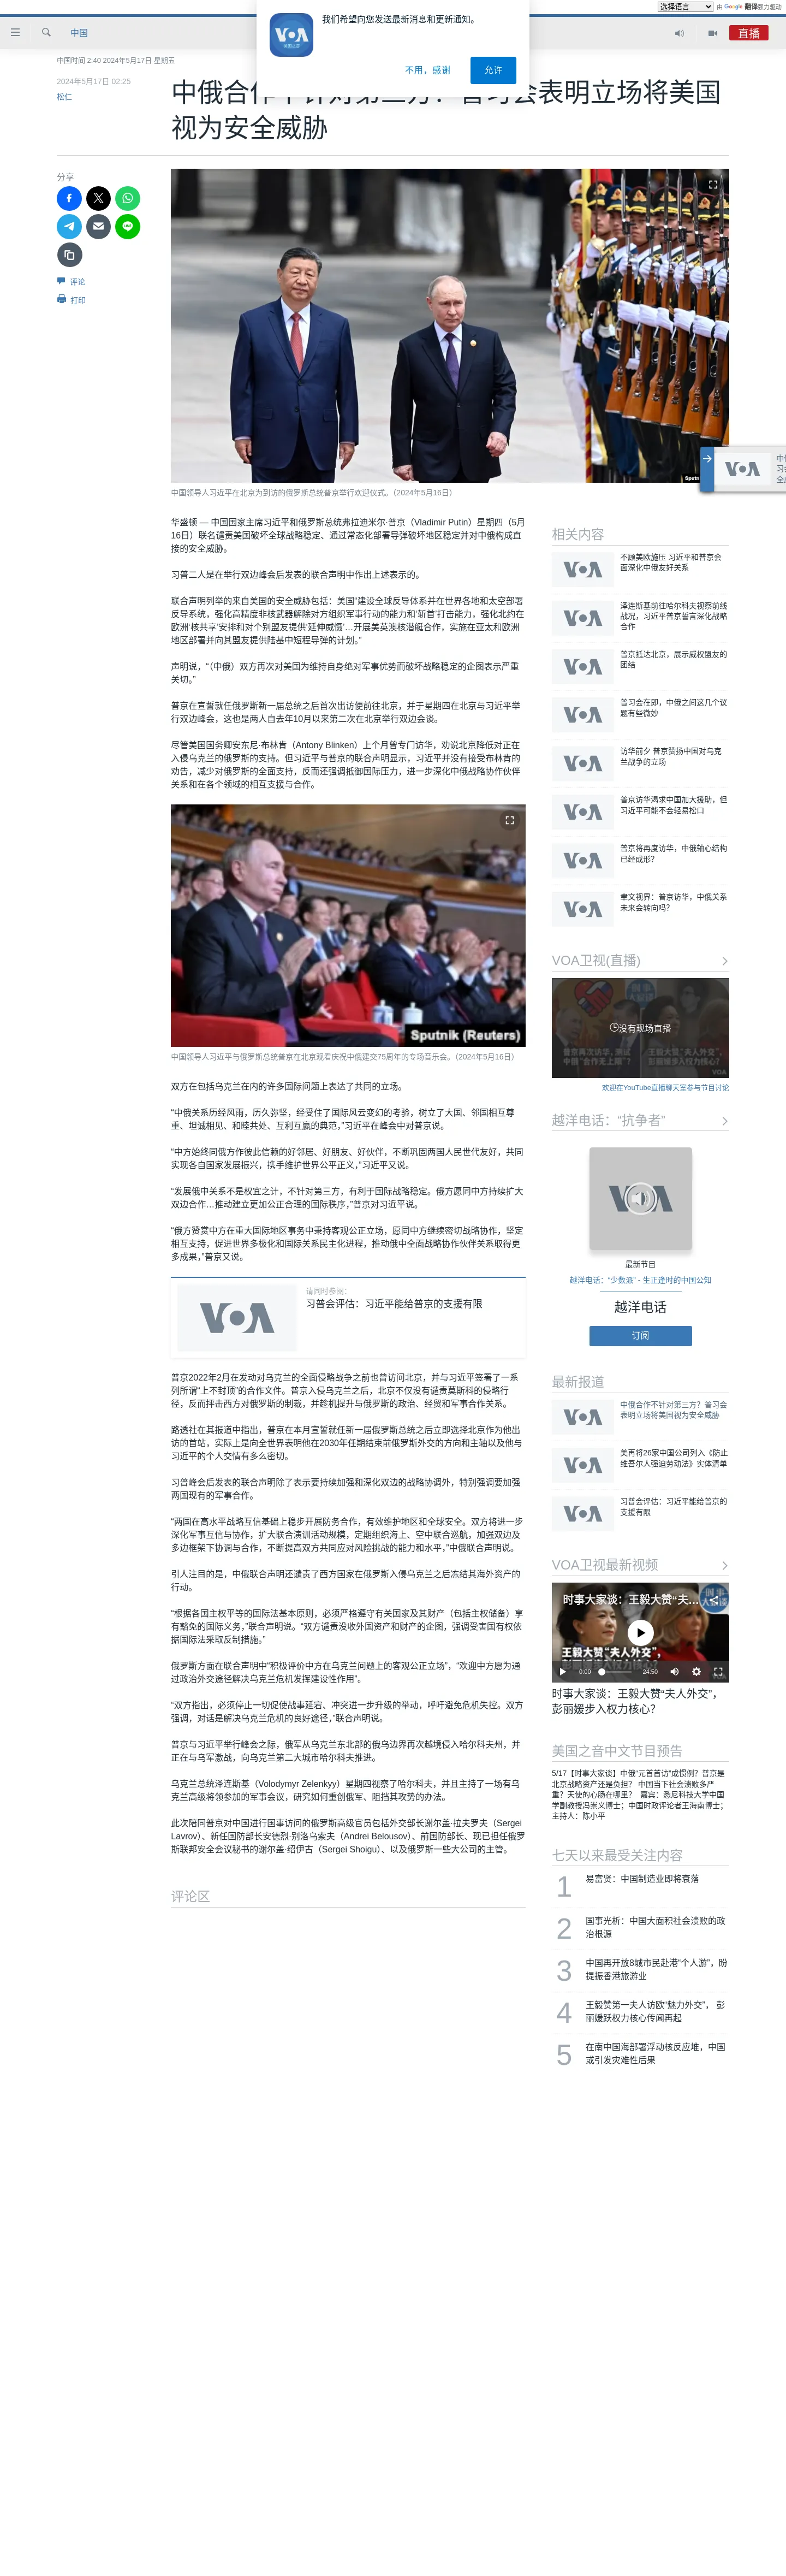 选择语言 由 Google 翻译强力驱动
我们希望向您发送最新消息和更新通知。
不用，感谢
允许
中国
直播
中国时间 2:40 2024年5月17日 星期五
2024年5月17日 02:25
松仁
视为安全威胁
分享
评论
打印
中国领导人习近平在北京为到访的俄罗斯总统普京举行欢迎仪式。（2024年5月16日）
华盛顿 — 中国国家主席习近平和俄罗斯总统弗拉迪米尔·普京（Vladimir Putin）星期四（5月
16日）联名谴责美国破坏全球战略稳定、通过常态化部署导弹破坏地区稳定并对中俄构成直
接的安全威胁。
习普二人是在举行双边峰会后发表的联合声明中作出上述表示的。
联合声明列举的来自美国的安全威胁包括：美国“建设全球反导体系并在世界各地和太空部署
反导系统，强化高精度非核武器解除对方组织军事行动的能力和‘斩首’打击能力，强化北约在
欧洲‘核共享’安排和对个别盟友提供‘延伸威慑’…开展美英澳核潜艇合作，实施在亚太和欧洲
地区部署并向其盟友提供陆基中短程导弹的计划。”
声明说，“（中俄）双方再次对美国为维持自身绝对军事优势而破坏战略稳定的企图表示严重
关切。”
普京在宣誓就任俄罗斯新一届总统之后首次出访便前往北京，并于星期四在北京与习近平举
行双边峰会，这也是两人自去年10月以来第二次在北京举行双边会谈。
尽管美国国务卿安东尼·布林肯（Antony Blinken）上个月曾专门访华，劝说北京降低对正在
入侵乌克兰的俄罗斯的支持。但习近平与普京的联合声明显示，习近平并没有接受布林肯的
劝告，减少对俄罗斯的全面支持，反而还强调抵御国际压力，进一步深化中俄战略协作伙伴
关系和在各个领域的相互支援与合作。
Sputnik (Reuters)
中国领导人习近平与俄罗斯总统普京在北京观看庆祝中俄建交75周年的专场音乐会。（2024年5月16日）
双方在包括乌克兰在内的许多国际问题上表达了共同的立场。
“中俄关系历经风雨，历久弥坚，经受住了国际风云变幻的考验，树立了大国、邻国相互尊
重、坦诚相见、和睦共处、互利互赢的典范，”习近平在峰会中对普京说。
“中方始终同俄方作彼此信赖的好邻居、好朋友、好伙伴，不断巩固两国人民世代友好，共同
实现各自国家发展振兴，携手维护世界公平正义，”习近平又说。
“发展俄中关系不是权宜之计，不针对第三方，有利于国际战略稳定。俄方愿同中方持续扩大
双边合作…推动建立更加公正合理的国际秩序，”普京对习近平说。
“俄方赞赏中方在重大国际地区事务中秉持客观公正立场，愿同中方继续密切战略协作，坚定
相互支持，促进世界多极化和国际关系民主化进程，推动俄中全面战略协作伙伴关系取得更
多成果，”普京又说。
请同时参阅：
习普会评估：习近平能给普京的支援有限
普京2022年2月在发动对乌克兰的全面侵略战争之前也曾访问北京，并与习近平签署了一系
列所谓“上不封顶”的合作文件。普京入侵乌克兰之后，北京不仅没有谴责莫斯科的侵略行
径，反而抨击西方对俄罗斯的制裁，并趁机提升与俄罗斯的政治、经贸和军事合作关系。
路透社在其报道中指出，普京在本月宣誓就任新一届俄罗斯总统之后立即选择北京作为他出
访的首站，实际上是向全世界表明他在2030年任期结束前俄罗斯外交的方向和主轴以及他与
习近平的个人交情有多么密切。
习普峰会后发表的联合声明除了表示要持续加强和深化双边的战略协调外，特别强调要加强
两国现有的军事合作。
“两国在高水平战略互信基础上稳步开展防务合作，有效维护地区和全球安全。双方将进一步
深化军事互信与协作，扩大联合演训活动规模，定期组织海上、空中联合巡航，加强双边及
多边框架下协调与合作，不断提高双方共同应对风险挑战的能力和水平，”中俄联合声明说。
引人注目的是，中俄联合声明还谴责了西方国家在俄罗斯入侵乌克兰之后冻结其海外资产的
行动。
“根据各国主权平等的国际法基本原则，必须严格遵守有关国家及其财产（包括主权储备）享
有豁免的国际义务，”联合声明说。“双方谴责没收外国资产和财产的企图，强调受害国有权依
据国际法采取反制措施。”
俄罗斯方面在联合声明中“积极评价中方在乌克兰问题上的客观公正立场”，“欢迎中方愿为通
过政治外交途径解决乌克兰危机发挥建设性作用”。
“双方指出，必须停止一切促使战事延宕、冲突进一步升级的举动，呼吁避免危机失控。双方
强调，对话是解决乌克兰危机的良好途径，”联合声明说。
普京与习近平举行峰会之际，俄军从乌克兰东北部的俄乌边界再次越境侵入哈尔科夫州，并
正在与乌军激战，向乌克兰第二大城市哈尔科夫推进。
乌克兰总统泽连斯基（Volodymyr Zelenkyy）星期四视察了哈尔科夫，并且主持了一场有乌
克兰高级将领参加的军事会议，研究如何重创俄军、阻挡其攻势的办法。
此次陪同普京对中国进行国事访问的俄罗斯高级官员包括外交部长谢尔盖·拉夫罗夫（Sergei
Lavrov）、新任国防部长安德烈·别洛乌索夫（Andrei Belousov）、前国防部长、现已担任俄罗
斯联邦安全会议秘书的谢尔盖·绍伊古（Sergei Shoigu）、以及俄罗斯一些大公司的主管。
评论区
相关内容
不顾美欧施压 习近平和普京会
面深化中俄友好关系
泽连斯基前往哈尔科夫视察前线
战况，习近平普京誓言深化战略
合作
普京抵达北京，展示威权盟友的
团结
普习会在即，中俄之间这几个议
题有些微妙
访华前夕 普京赞扬中国对乌克
兰战争的立场
普京访华渴求中国加大援助，但
习近平可能不会轻易松口
普京将再度访华，中俄轴心结构
已经成形？
聿文视界：普京访华，中俄关系
未来会转向吗？
VOA卫视(直播)
没有现场直播
欢迎在YouTube直播聊天室参与节目讨论
越洋电话：“抗争者”
最新节目
越洋电话：“少数派” - 生正逢时的中国公知
越洋电话
订阅
最新报道
中俄合作不针对第三方？普习会
表明立场将美国视为安全威胁
美再将26家中国公司列入《防止
维吾尔人强迫劳动法》实体清单
习普会评估：习近平能给普京的
支援有限
VOA卫视最新视频
时事大家谈：王毅大赞“夫...
王毅大赞“夫人外交”，
0:00 24:50
时事大家谈：王毅大赞“夫人外交”，
彭丽媛步入权力核心？
美国之音中文节目预告
5/17【时事大家谈】中俄“元首首访”成惯例？普京是
北京战略资产还是负担？ 中国当下社会溃败多严
重？天使的心肠在哪里？ 嘉宾：悉尼科技大学中国
学副教授冯崇义博士；中国时政评论者王海南博士；
主持人：陈小平
七天以来最受关注内容
1 易富贤：中国制造业即将衰落
2 国事光析：中国大面积社会溃败的政
治根源
3 中国再开放8城市民赴港“个人游”，盼
提振香港旅游业
4 王毅赞第一夫人访欧“魅力外交”， 彭
丽媛跃权力核心传闻再起
5 在南中国海部署浮动核反应堆，中国
或引发灾难性后果